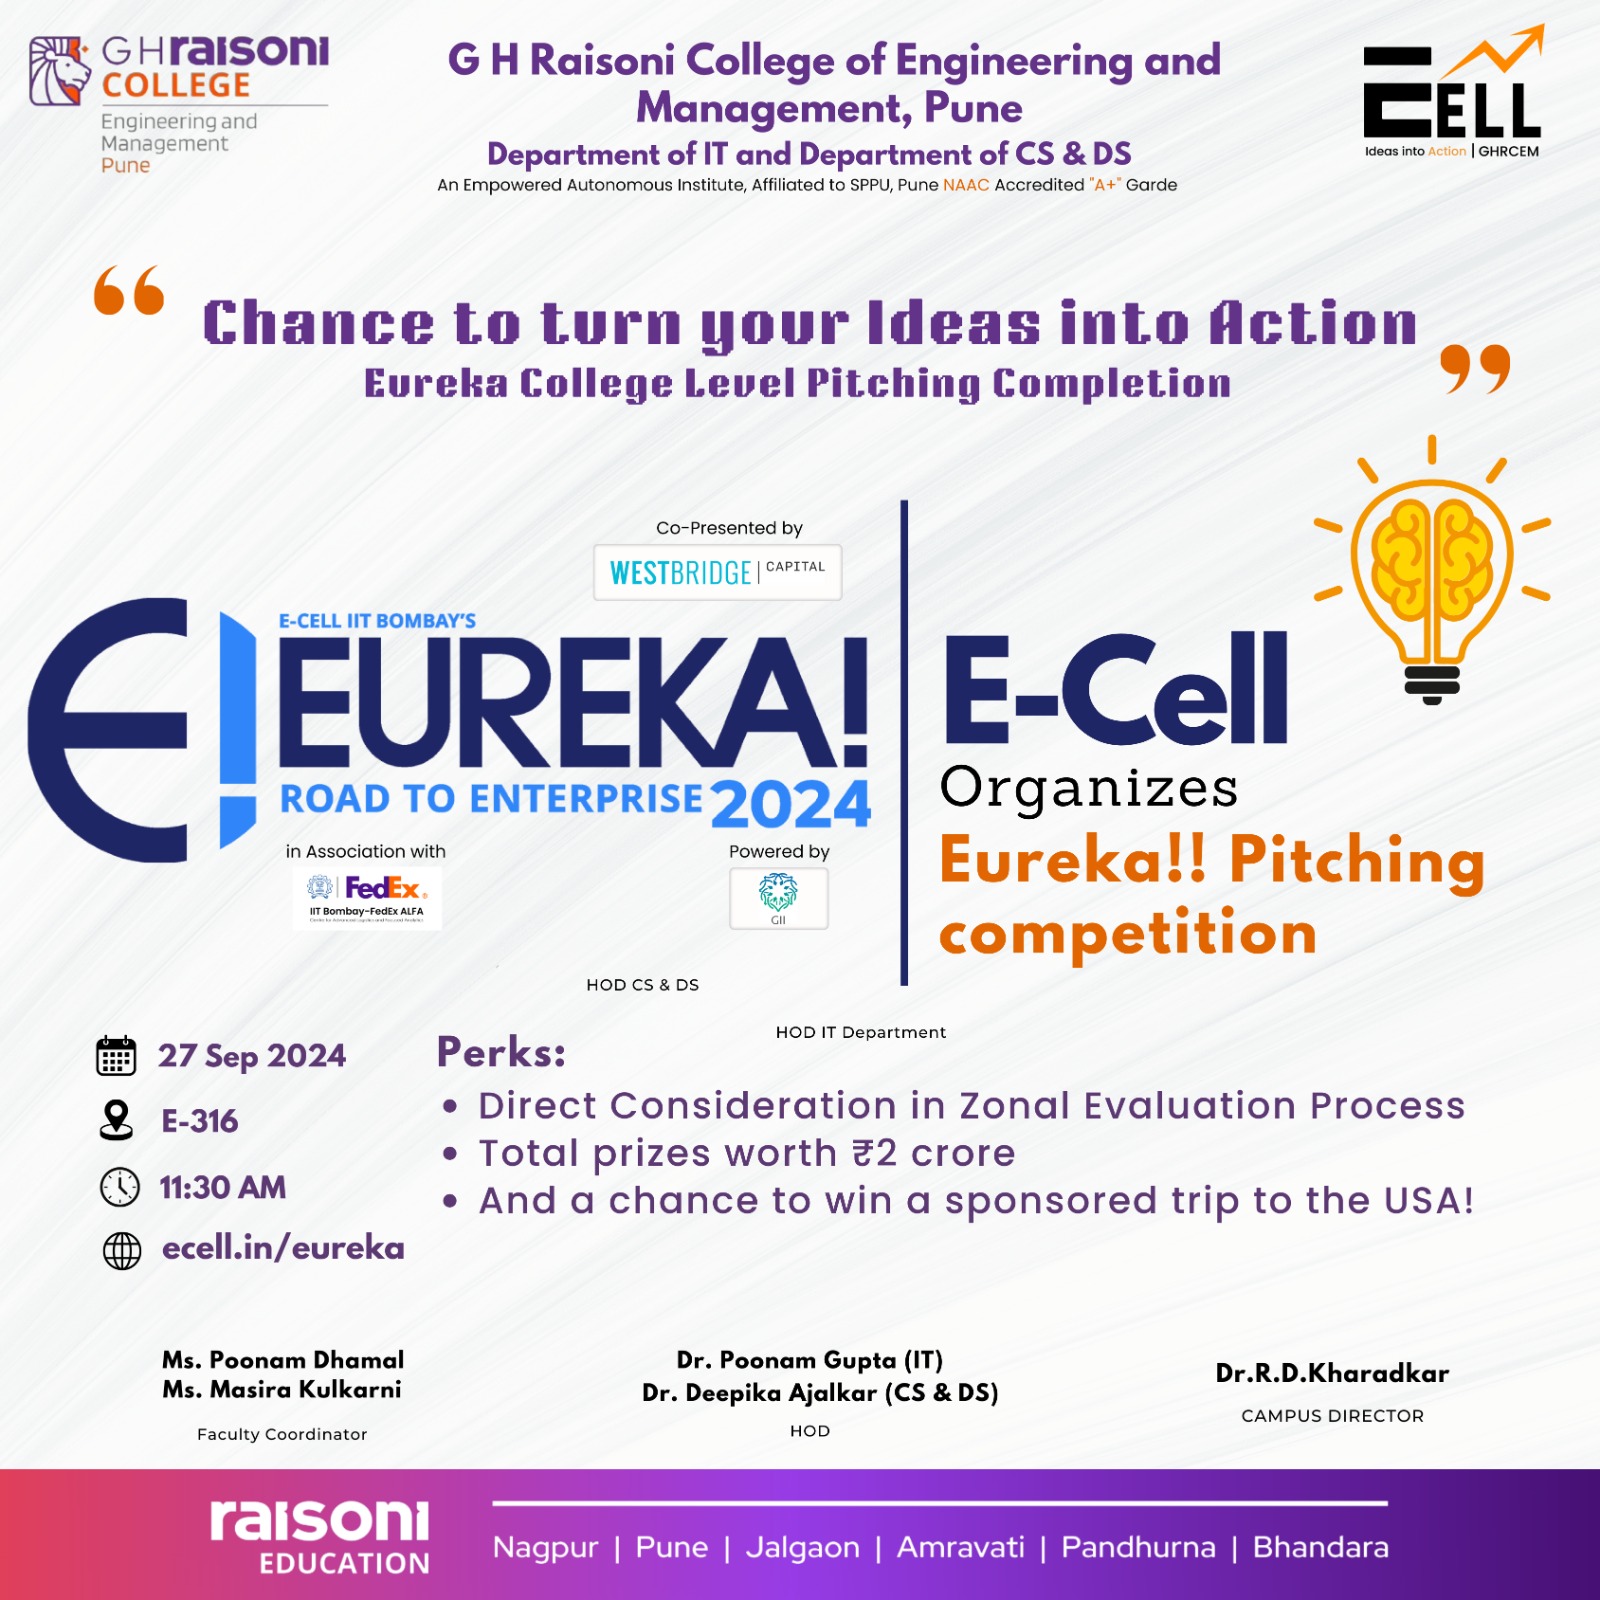 GHraisoni
COLLEGE
Engineering and
Management
Pune
G H Raisoni College of Engineering and
Management, Pune
Department of IT and Department of CS & DS
An Empowered Autonomous Institute, Affiliated to SPPU, Pune NAAC Accredited "A+" Garde
ECELL
Ideas into Action | GHRCEM
“ Chance to turn your Ideas into Action ”
Eureka College Level Pitching Completion
Co-Presented by
WESTBRIDGE | CAPITAL
E-CELL IIT BOMBAY'S
E! EUREKA!
ROAD TO ENTERPRISE 2024
in Association with
FedEx
IIT Bombay-FedEx ALFA
Powered by
GII
E-Cell
Organizes
Eureka!! Pitching
competition
HOD CS & DS
HOD IT Department
27 Sep 2024
E-316
11:30 AM
ecell.in/eureka
Perks:
• Direct Consideration in Zonal Evaluation Process
• Total prizes worth ₹2 crore
• And a chance to win a sponsored trip to the USA!
Ms. Poonam Dhamal
Ms. Masira Kulkarni
Faculty Coordinator
Dr. Poonam Gupta (IT)
Dr. Deepika Ajalkar (CS & DS)
HOD
Dr.R.D.Kharadkar
CAMPUS DIRECTOR
raisoni
EDUCATION
Nagpur | Pune | Jalgaon | Amravati | Pandhurna | Bhandara